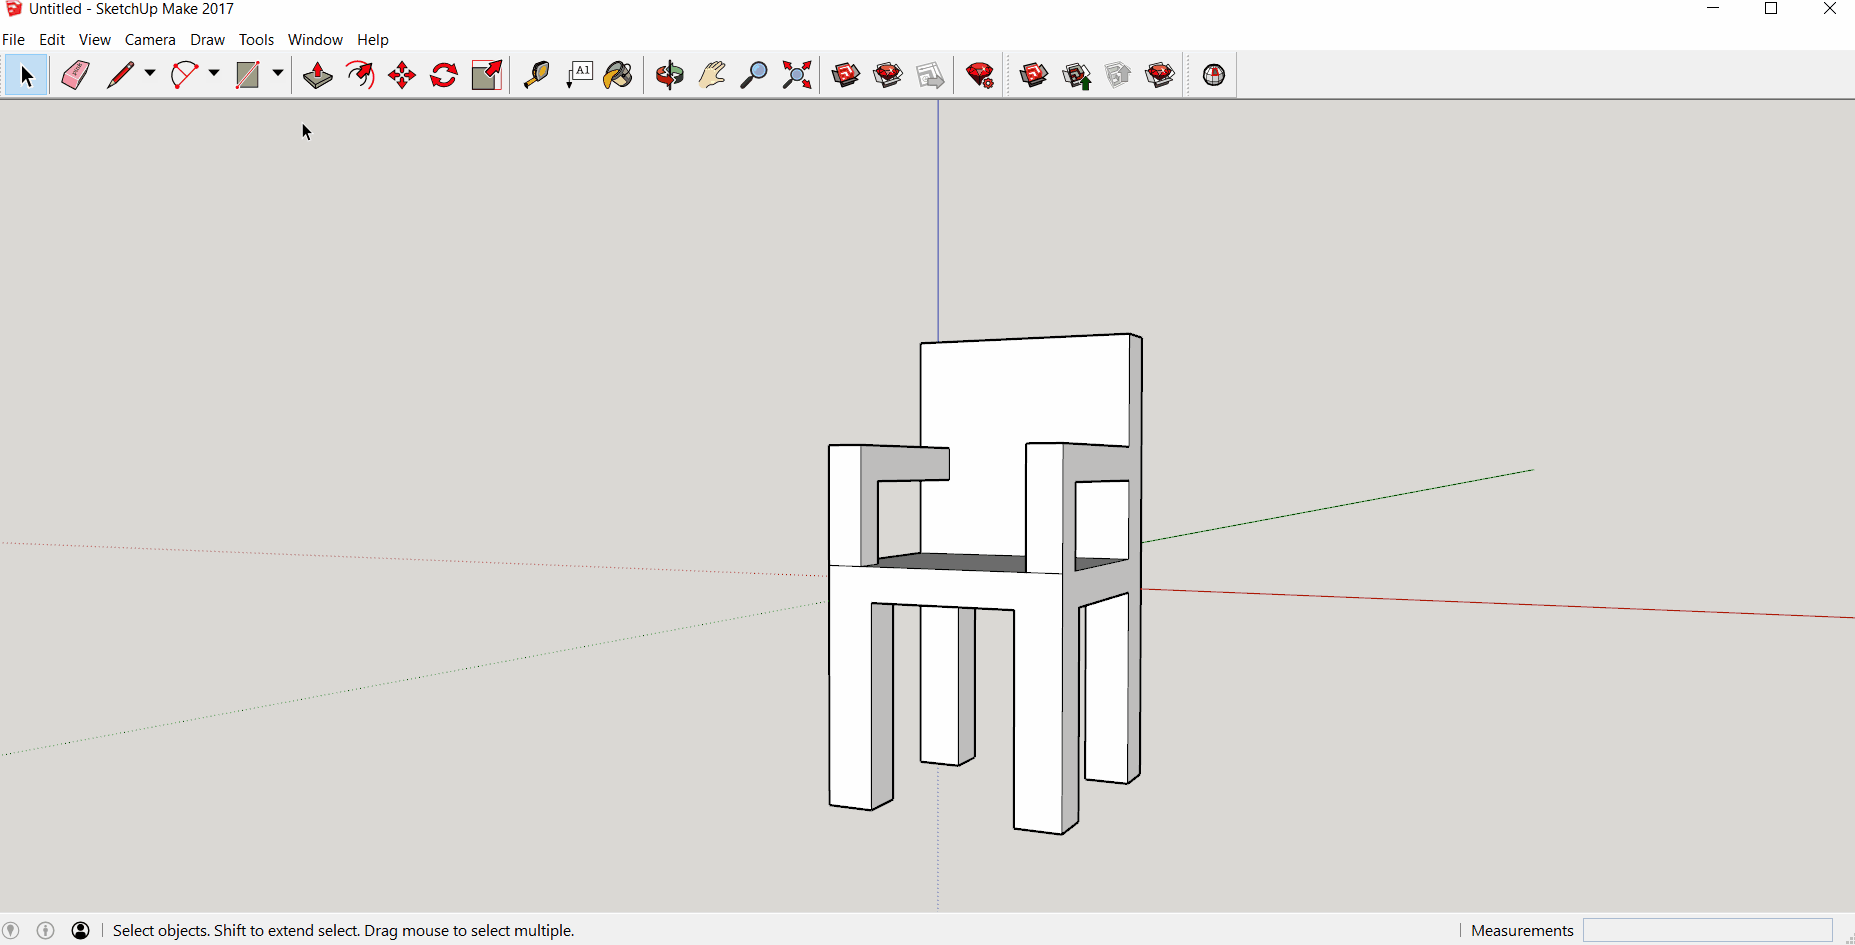 Untitled - SketchUp Make 2017
File Edit View Camera Draw Tools Window Help
A1
Select objects. Shift to extend select. Drag mouse to select multiple.
Measurements